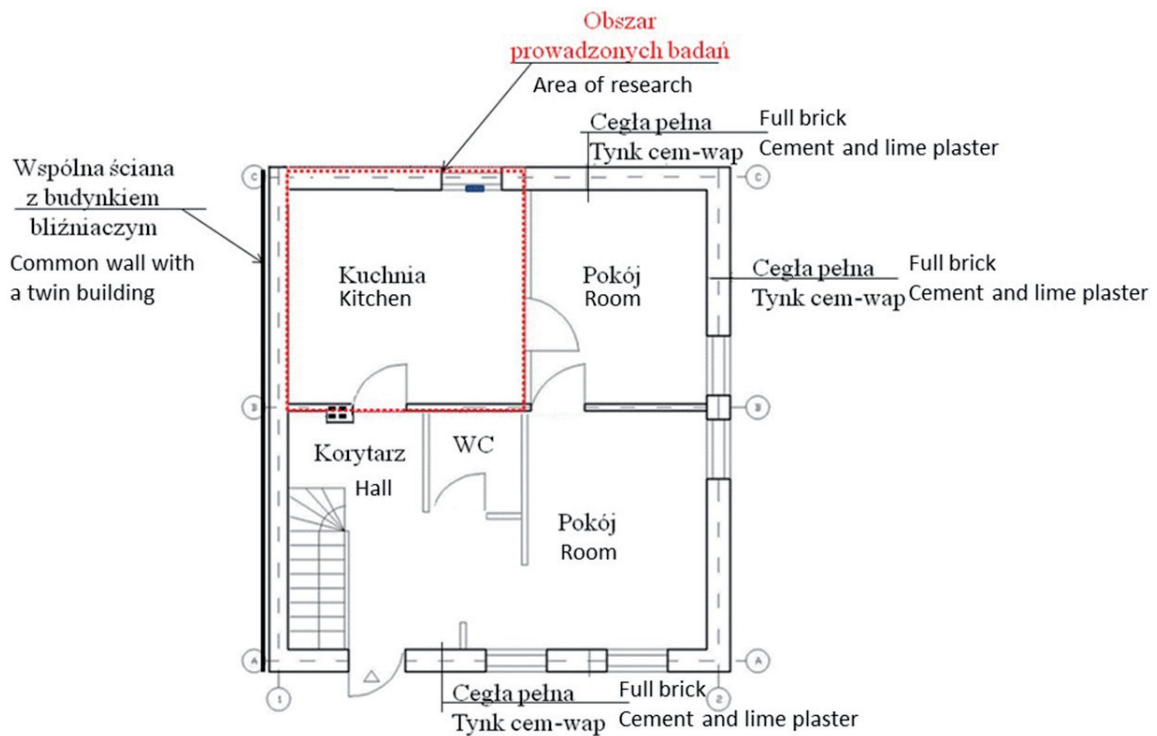 Obszar
prowadzonych badań
Area of research
Cegła pełna
Tynk cem-wap
Full brick
Cement and lime plaster
Wspólna ściana
z budynkiem
bliźniaczym
Common wall with
a twin building
C
C
Kuchnia
Kitchen
Pokój
Room
Cegła pełna
Tynk cem-wap
Full brick
Cement and lime plaster
B
B
Korytarz
Hall
WC
Pokój
Room
A
A
1
2
Cegła pełna
Tynk cem-wap
Full brick
Cement and lime plaster